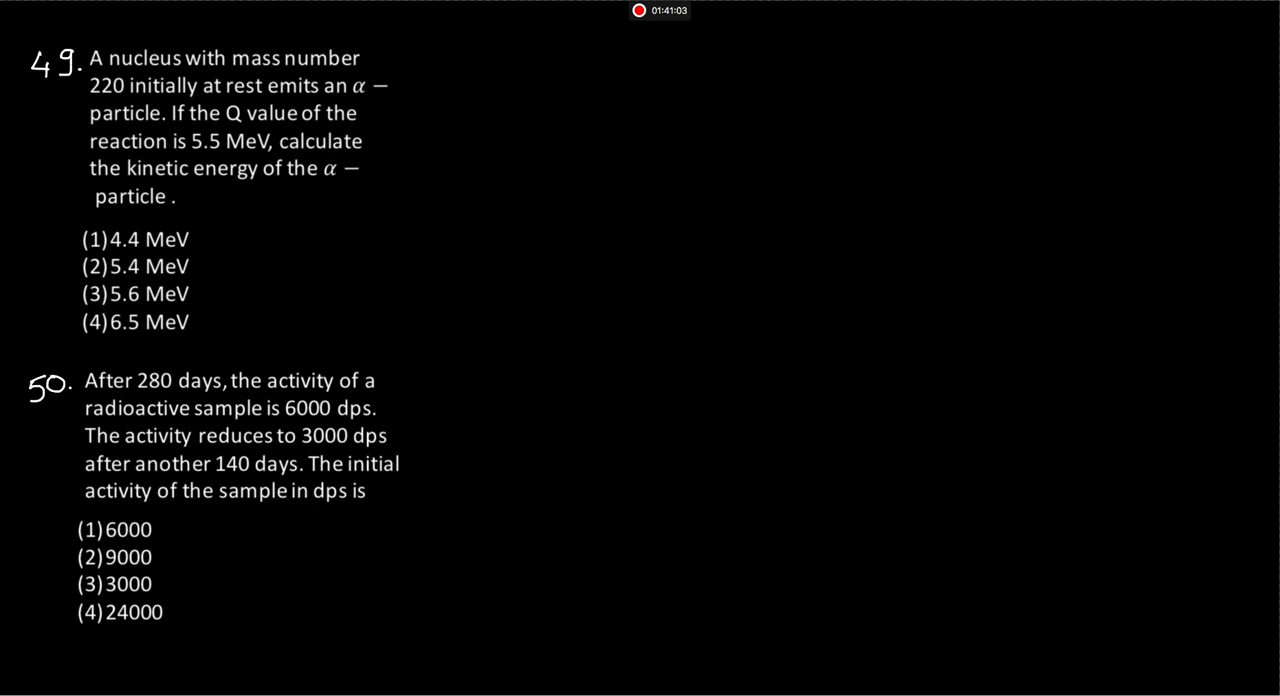 01:41:03
49. A nucleus with mass number
220 initially at rest emits an α −
particle. If the Q value of the
reaction is 5.5 MeV, calculate
the kinetic energy of the α −
particle .
(1)4.4 MeV
(2)5.4 MeV
(3)5.6 MeV
(4)6.5 MeV
50. After 280 days, the activity of a
radioactive sample is 6000 dps.
The activity reduces to 3000 dps
after another 140 days. The initial
activity of the sample in dps is
(1)6000
(2)9000
(3)3000
(4)24000